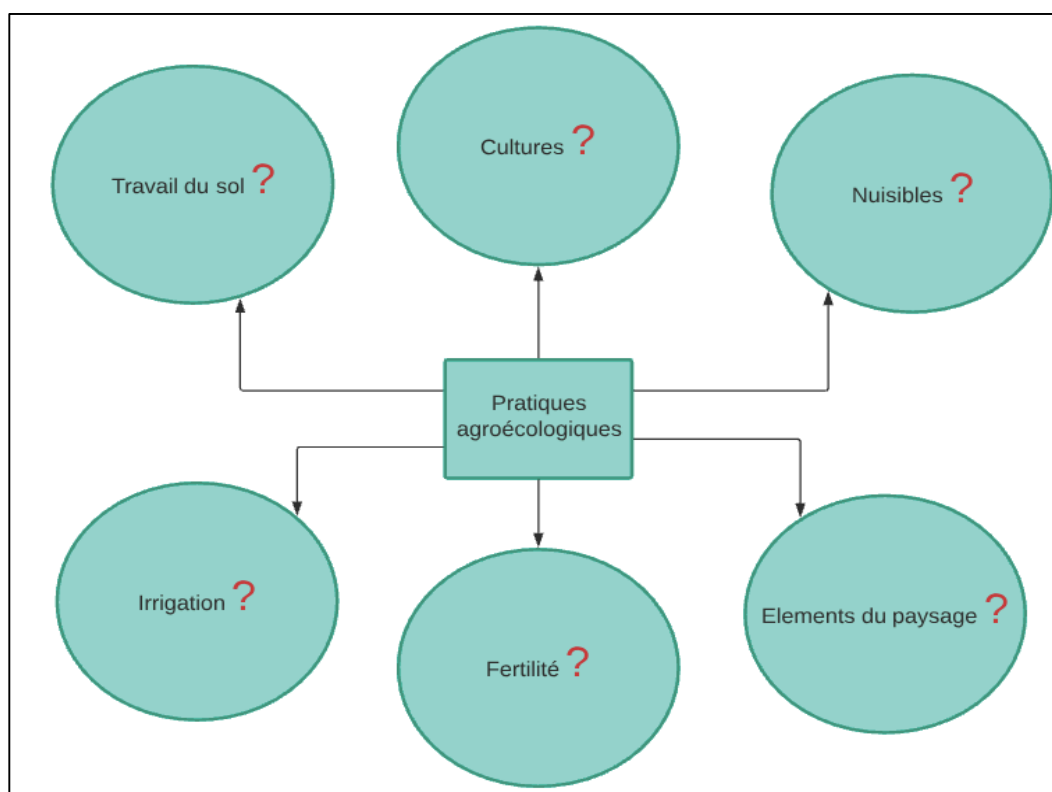 Travail du sol ?
Cultures ?
Nuisibles ?
Pratiques
agroécologiques
Irrigation ?
Fertilité ?
Elements du paysage ?